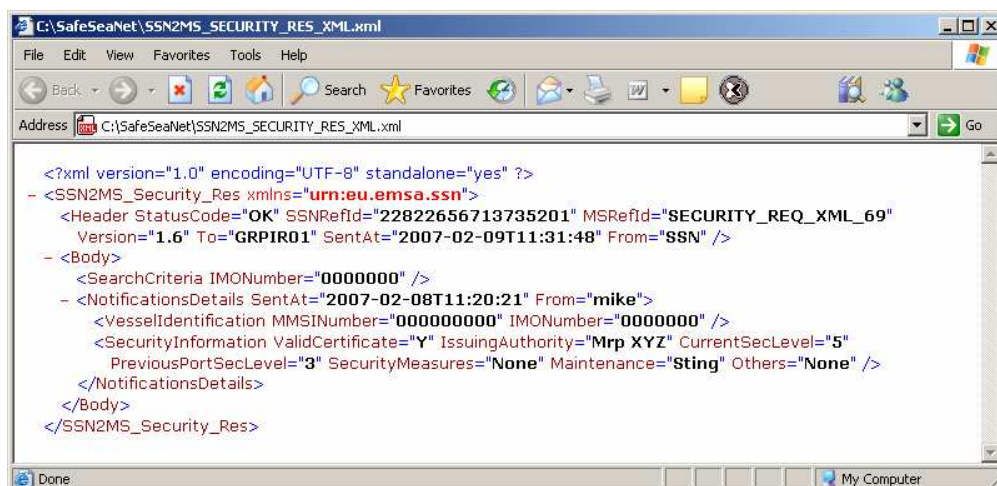 C:\SafeSeaNet\SSN2MS_SECURITY_RES_XML.xml
File Edit View Favorites Tools Help
Back Search Favorites
Address C:\SafeSeaNet\SSN2MS_SECURITY_RES_XML.xml Go
<?xml version="1.0" encoding="UTF-8" standalone="yes" ?>
- <SSN2MS_Security_Res xmlns="urn:eu.emsa.ssn">
<Header StatusCode="OK" SSNRefId="22822656713735201" MSRefId="SECURITY_REQ_XML_69"
Version="1.6" To="GRPIR01" SentAt="2007-02-09T11:31:48" From="SSN" />
- <Body>
<SearchCriteria IMONumber="0000000" />
- <NotificationsDetails SentAt="2007-02-08T11:20:21" From="mike">
<VesselIdentification MMSINumber="000000000" IMONumber="0000000" />
<SecurityInformation ValidCertificate="Y" IssuingAuthority="Mrp XYZ" CurrentSecLevel="5"
PreviousPortSecLevel="3" SecurityMeasures="None" Maintenance="Sting" Others="None" />
</NotificationsDetails>
</Body>
</SSN2MS_Security_Res>
Done My Computer